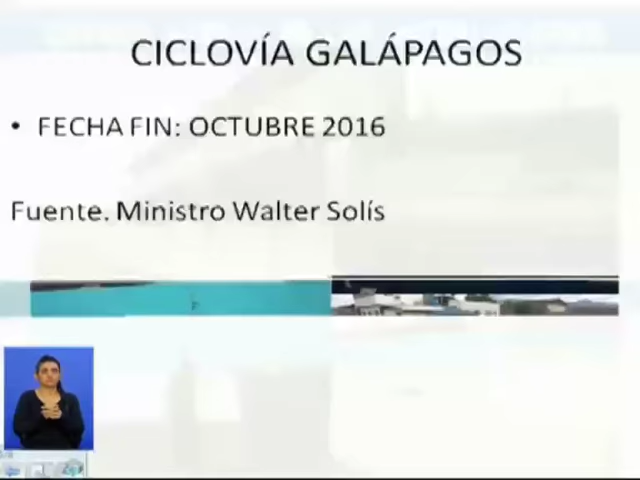 CICLOVÍA GALÁPAGOS
• FECHA FIN: OCTUBRE 2016
Fuente. Ministro Walter Solís